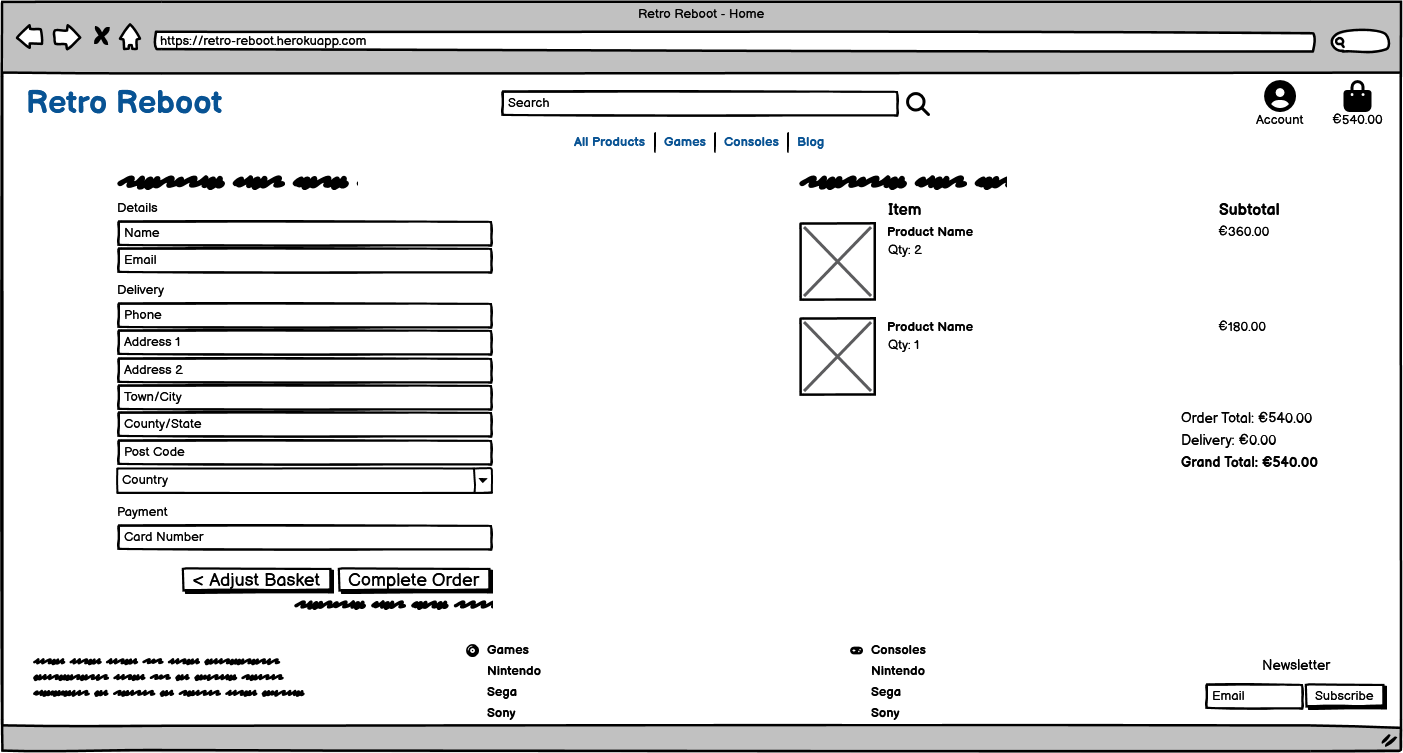 Retro Reboot - Home
https://retro-reboot.herokuapp.com
Retro Reboot
Search
Account
€540.00
All Products
Games
Consoles
Blog
Details
Name
Email
Delivery
Phone
Address 1
Address 2
Town/City
County/State
Post Code
Country
Payment
Card Number
< Adjust Basket
Complete Order
Item
Subtotal
Product Name
€360.00
Qty: 2
Product Name
€180.00
Qty: 1
Order Total: €540.00
Delivery: €0.00
Grand Total: €540.00
Games
Nintendo
Sega
Sony
Consoles
Nintendo
Sega
Sony
Newsletter
Email
Subscribe